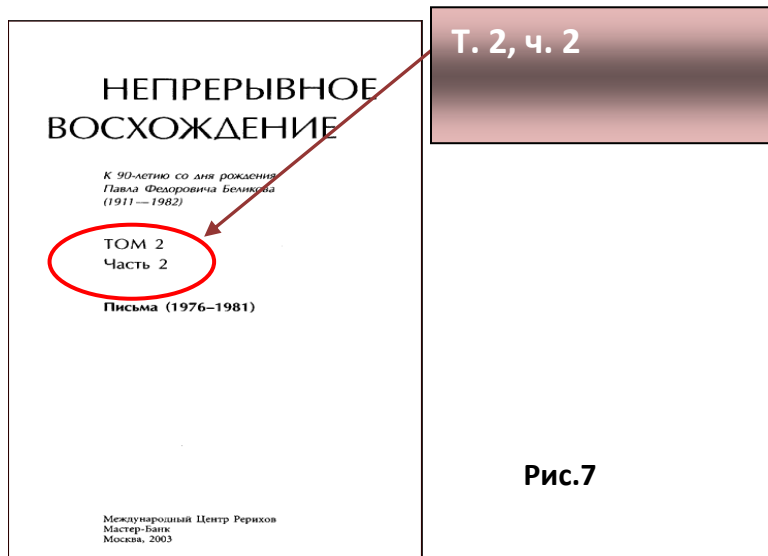 Т. 2, ч. 2
НЕПРЕРЫВНОЕ
ВОСХОЖДЕНИЕ
К 90-летию со дня рождения
Павла Федоровича Беликова
(1911—1982)
ТОМ 2
Часть 2
Письма (1976–1981)
Рис.7
Международный Центр Рерихов
Мастер-Банк
Москва, 2003